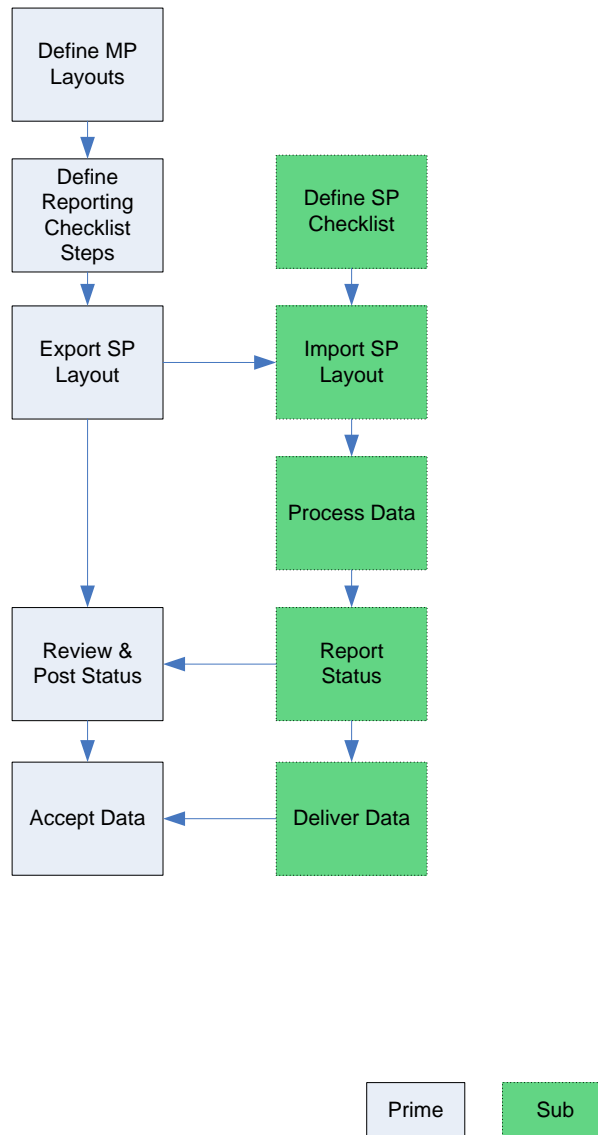 Define MP
Layouts
Define
Reporting
Checklist
Steps
Define SP
Checklist
Export SP
Layout
Import SP
Layout
Process Data
Review &
Post Status
Report
Status
Accept Data
Deliver Data
Prime
Sub